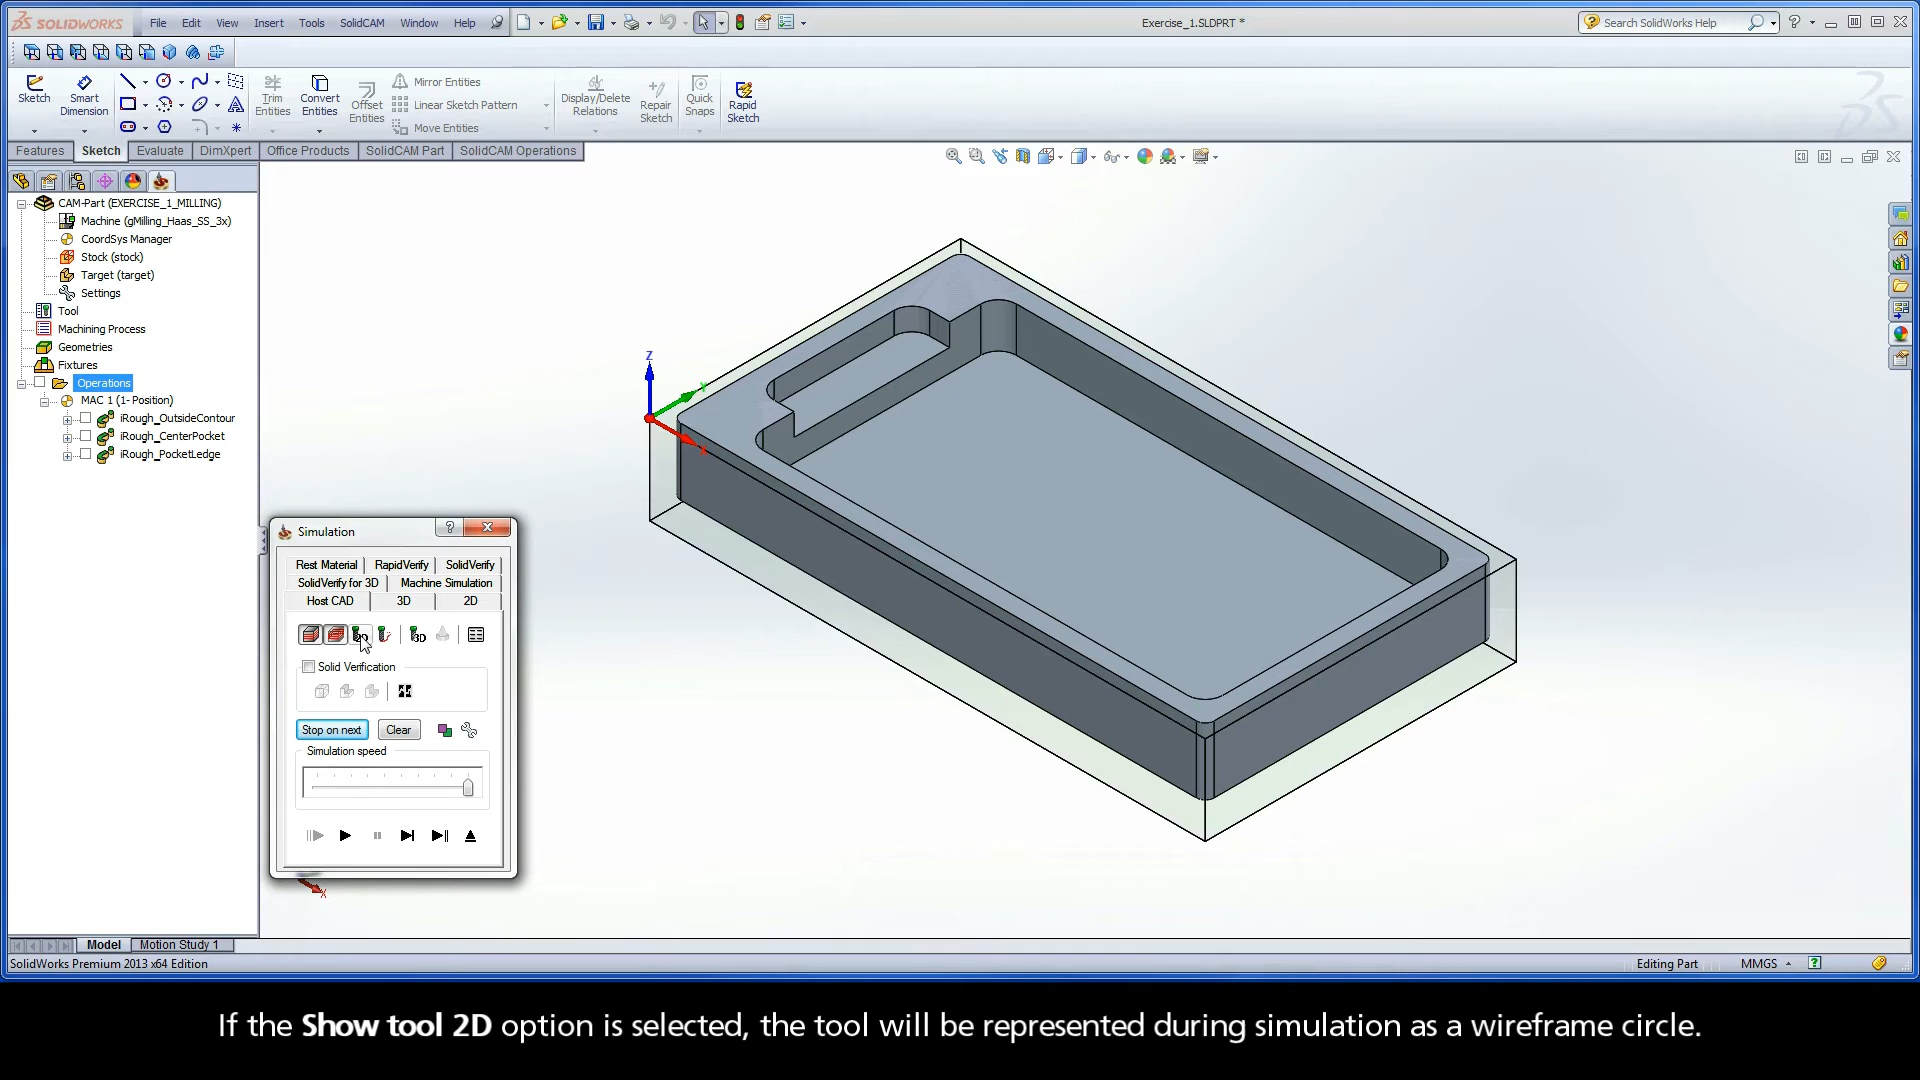 SOLIDWORKS File Edit View Insert Tools SolidCAM Window Help Exercise_1.SLDPRT * Search SolidWorks Help
Sketch Smart Dimension Trim Entities Convert Entities Offset Entities Mirror Entities Linear Sketch Pattern Move Entities Display/Delete Relations Repair Sketch Quick Snaps Rapid Sketch
Features Sketch Evaluate DimXpert Office Products SolidCAM Part SolidCAM Operations
CAM-Part (EXERCISE_1_MILLING)
Machine (gMilling_Haas_SS_3x)
CoordSys Manager
Stock (stock)
Target (target)
Settings
Tool
Machining Process
Geometries
Fixtures
Operations
MAC 1 (1- Position)
iRough_OutsideContour
iRough_CenterPocket
iRough_PocketLedge
Z
Y
X
Simulation
Rest Material RapidVerify SolidVerify
SolidVerify for 3D Machine Simulation
Host CAD 3D 2D
2D 3D
Solid Verification
Stop on next Clear
Simulation speed
X
Model Motion Study 1
SolidWorks Premium 2013 x64 Edition Editing Part MMGS
If the Show tool 2D option is selected, the tool will be represented during simulation as a wireframe circle.